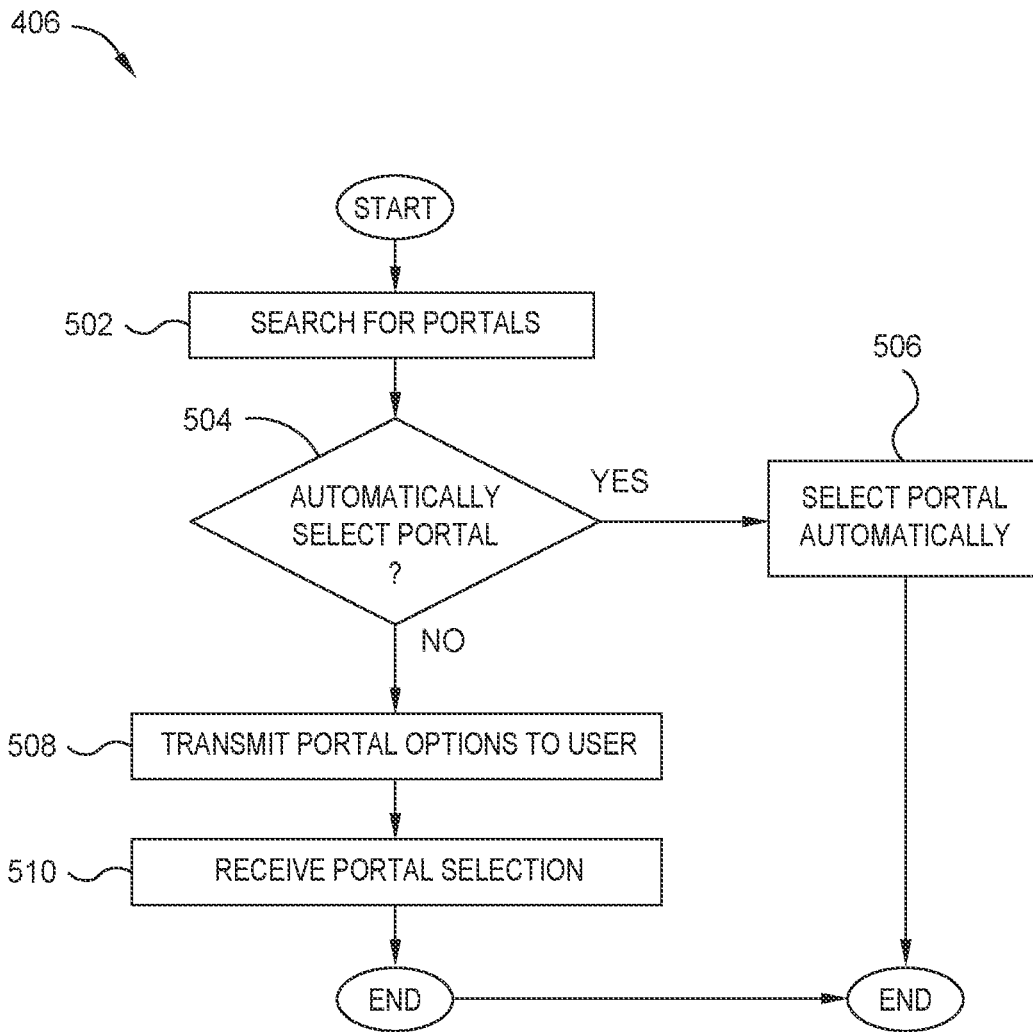 406
START
502
SEARCH FOR PORTALS
504
AUTOMATICALLY
SELECT PORTAL
?
YES
506
SELECT PORTAL
AUTOMATICALLY
NO
508
TRANSMIT PORTAL OPTIONS TO USER
510
RECEIVE PORTAL SELECTION
END
END